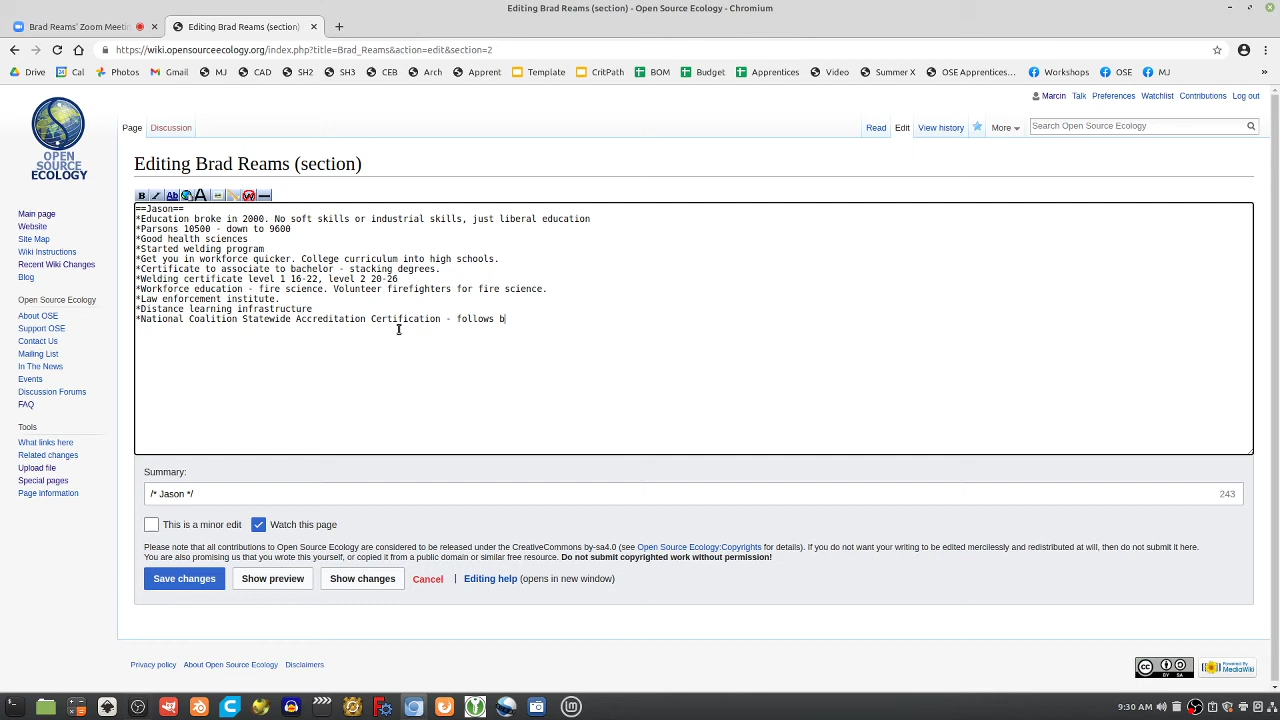 Editing Brad Reams (section) - Open Source Ecology - Chromium
Brad Reams' Zoom Meetin
Editing Brad Reams (section)
https://wiki.opensourceecology.org/index.php?title=Brad_Reams&action=edit&section=2
Drive Cal Photos Gmail MJ CAD SH2 SH3 CEB Arch Apprent Template CritPath BOM Budget Apprentices Video Summer X OSE Apprentices… Workshops OSE MJ »
Marcin Talk Preferences Watchlist Contributions Log out
OPEN
SOURCE
ECOLOGY
Page Discussion Read Edit View history More Search Open Source Ecology
Editing Brad Reams (section)
B I Ab A
==Jason==
*Education broke in 2000. No soft skills or industrial skills, just liberal education
*Parsons 10500 - down to 9600
*Good health sciences
*Started welding program
*Get you in workforce quicker. College curriculum into high schools.
*Certificate to associate to bachelor - stacking degrees.
*Welding certificate level 1 16-22, level 2 20-26
*Workforce education - fire science. Volunteer firefighters for fire science.
*Law enforcement institute.
*Distance learning infrastructure
*National Coalition Statewide Accreditation Certification - follows b
Main page
Website
Site Map
Wiki Instructions
Recent Wiki Changes
Blog
Open Source Ecology
About OSE
Support OSE
Contact Us
Mailing List
In The News
Events
Discussion Forums
FAQ
Tools
What links here
Related changes
Upload file
Special pages
Page information
Summary:
/* Jason */ 243
This is a minor edit Watch this page
Please note that all contributions to Open Source Ecology are considered to be released under the CreativeCommons by-sa4.0 (see Open Source Ecology:Copyrights for details). If you do not want your writing to be edited mercilessly and redistributed at will, then do not submit it here.
You are also promising us that you wrote this yourself, or copied it from a public domain or similar free resource. Do not submit copyrighted work without permission!
Save changes Show preview Show changes Cancel | Editing help (opens in new window)
Privacy policy About Open Source Ecology Disclaimers
BY SA
Powered By
MediaWiki
9:30 AM